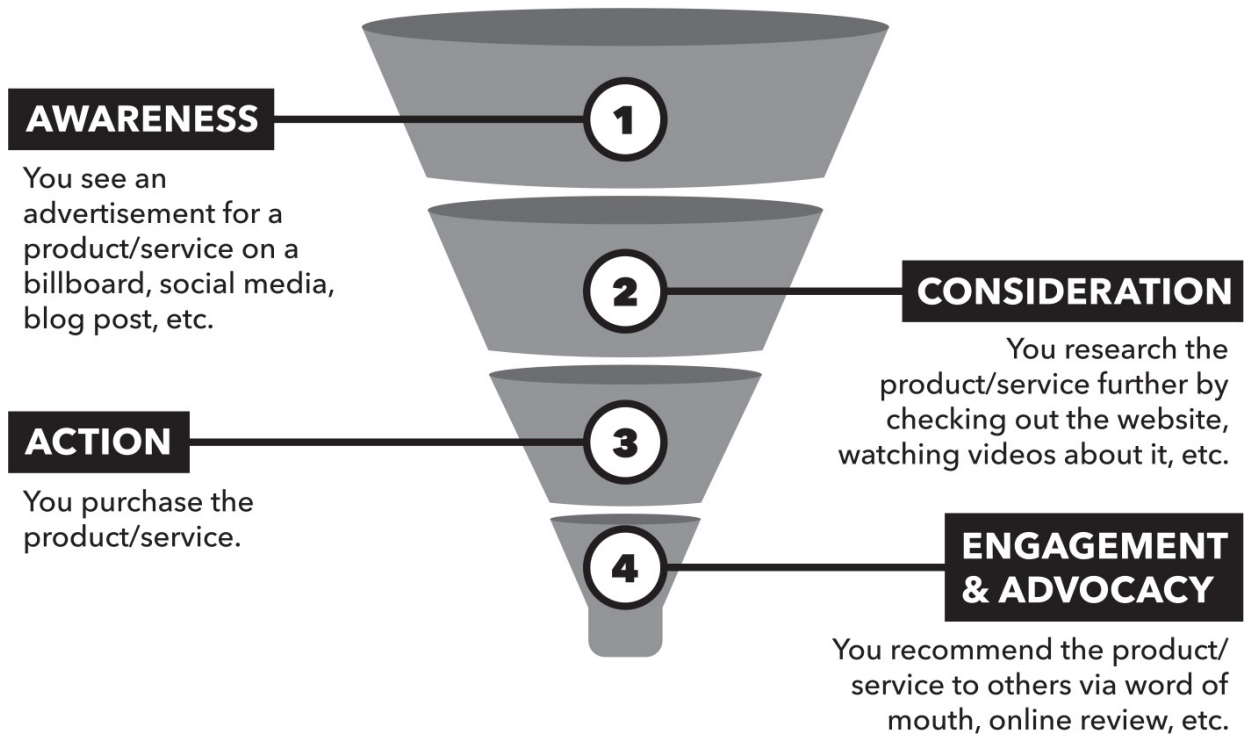 1
AWARENESS
You see an
advertisement for a
product/service on a
billboard, social media,
blog post, etc.
2
CONSIDERATION
You research the
product/service further by
checking out the website,
watching videos about it, etc.
3
ACTION
You purchase the
product/service.
4
ENGAGEMENT
& ADVOCACY
You recommend the product/
service to others via word of
mouth, online review, etc.